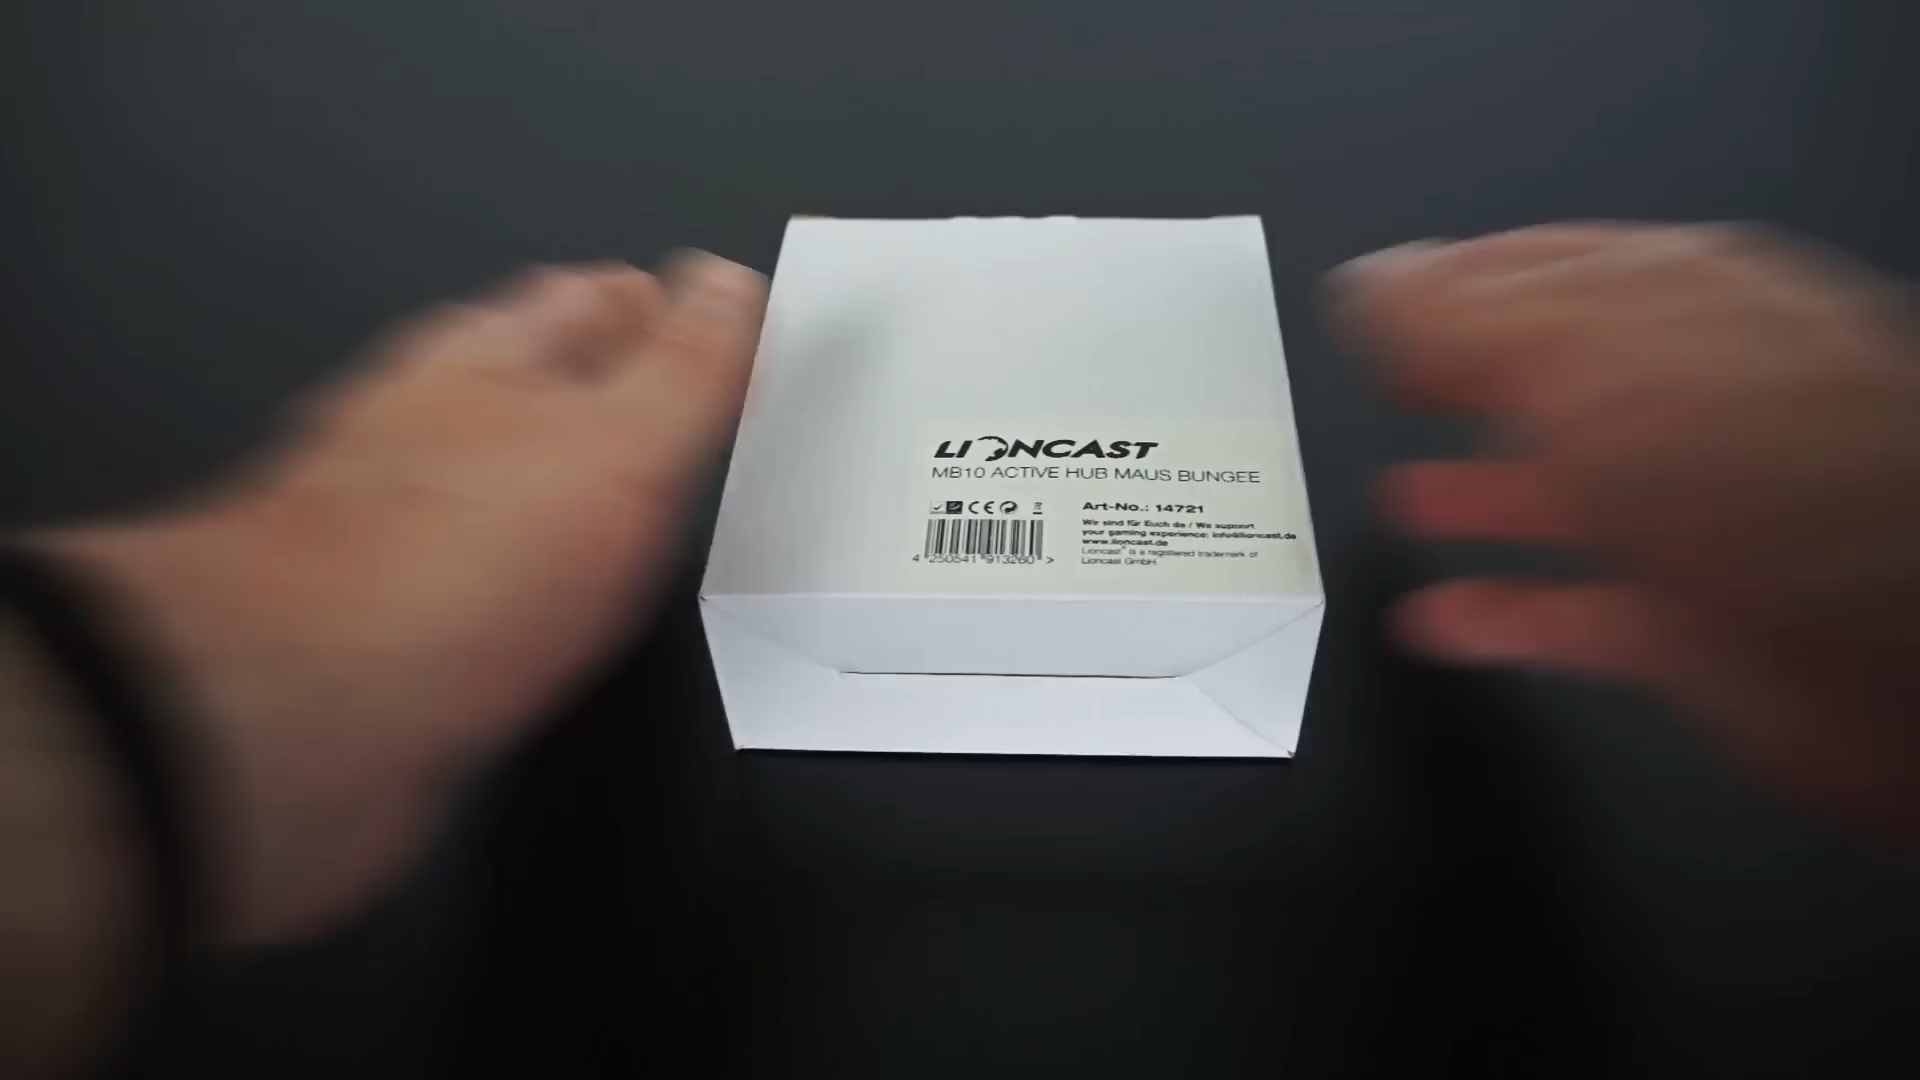 LIONCAST
MB10 ACTIVE HUB MAUS BUNGEE
CE
Art-No.: 14721
Wir sind für Euch da / We support
your gaming experience: info@lioncast.de
www.lioncast.de
Lioncast® is a registered trademark of
Lioncast GmbH.
4 250541 913260 >